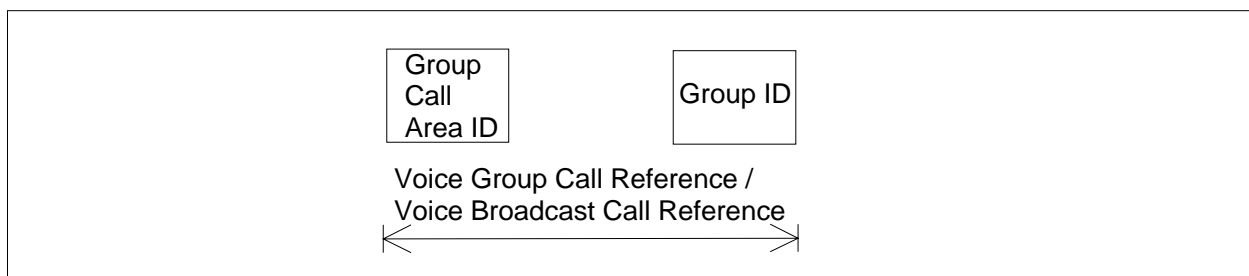 Group
Call
Area ID
Group ID
Voice Group Call Reference /
Voice Broadcast Call Reference